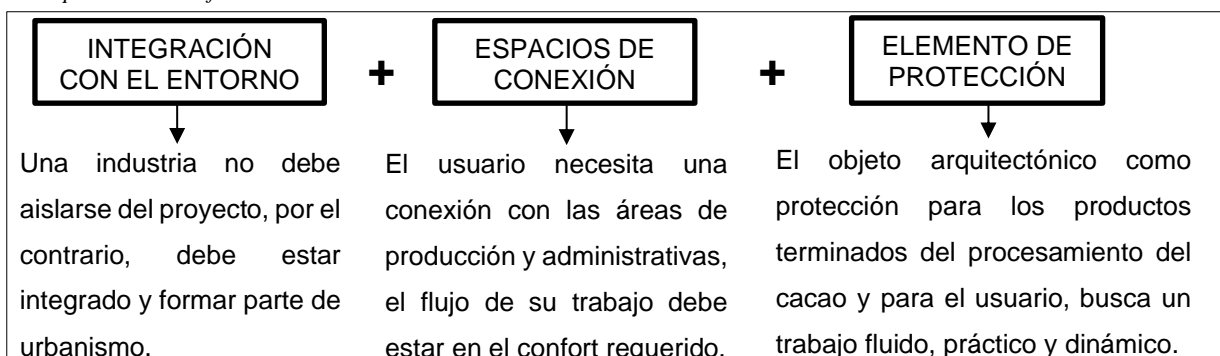 INTEGRACIÓN
CON EL ENTORNO
+
ESPACIOS DE
CONEXIÓN
+
ELEMENTO DE
PROTECCIÓN
Una industria no debe
aislarse del proyecto, por el
contrario, debe estar
integrado y formar parte de
urbanismo.
El usuario necesita una
conexión con las áreas de
producción y administrativas,
el flujo de su trabajo debe
estar en el confort requerido.
El objeto arquitectónico como
protección para los productos
terminados del procesamiento del
cacao y para el usuario, busca un
trabajo fluido, práctico y dinámico.